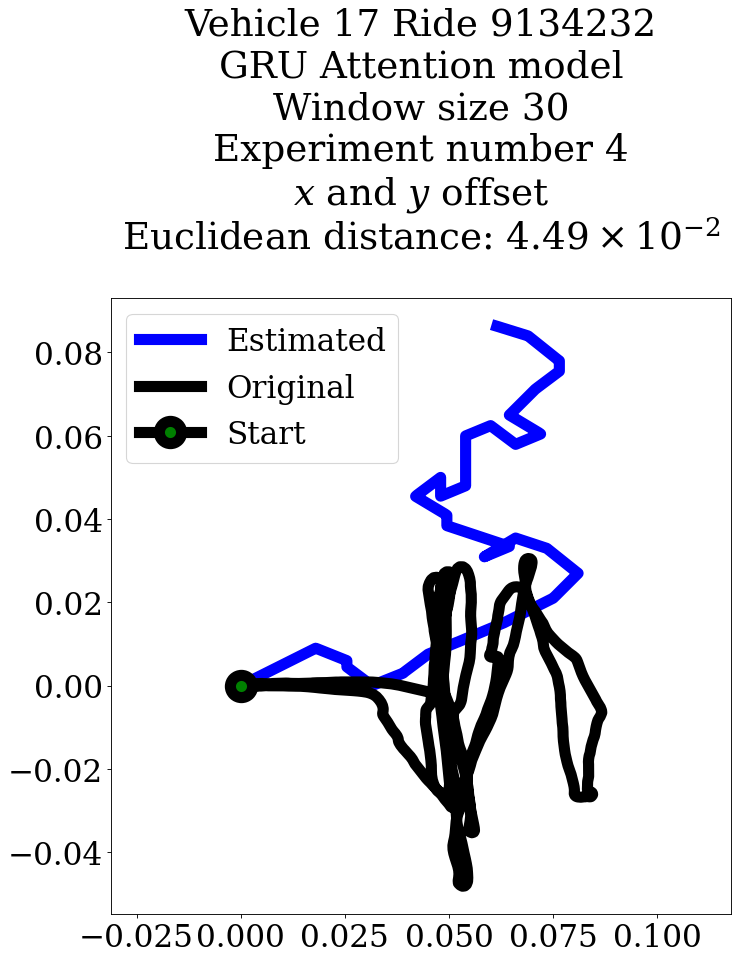 Vehicle 17 Ride 9134232
GRU Attention model
Window size 30
Experiment number 4
x and y offset
Euclidean distance: 4.49 × 10⁻²
Estimated
Original
Start
0.08
0.06
0.04
0.02
0.00
−0.02
−0.04
−0.025 0.000 0.025 0.050 0.075 0.100